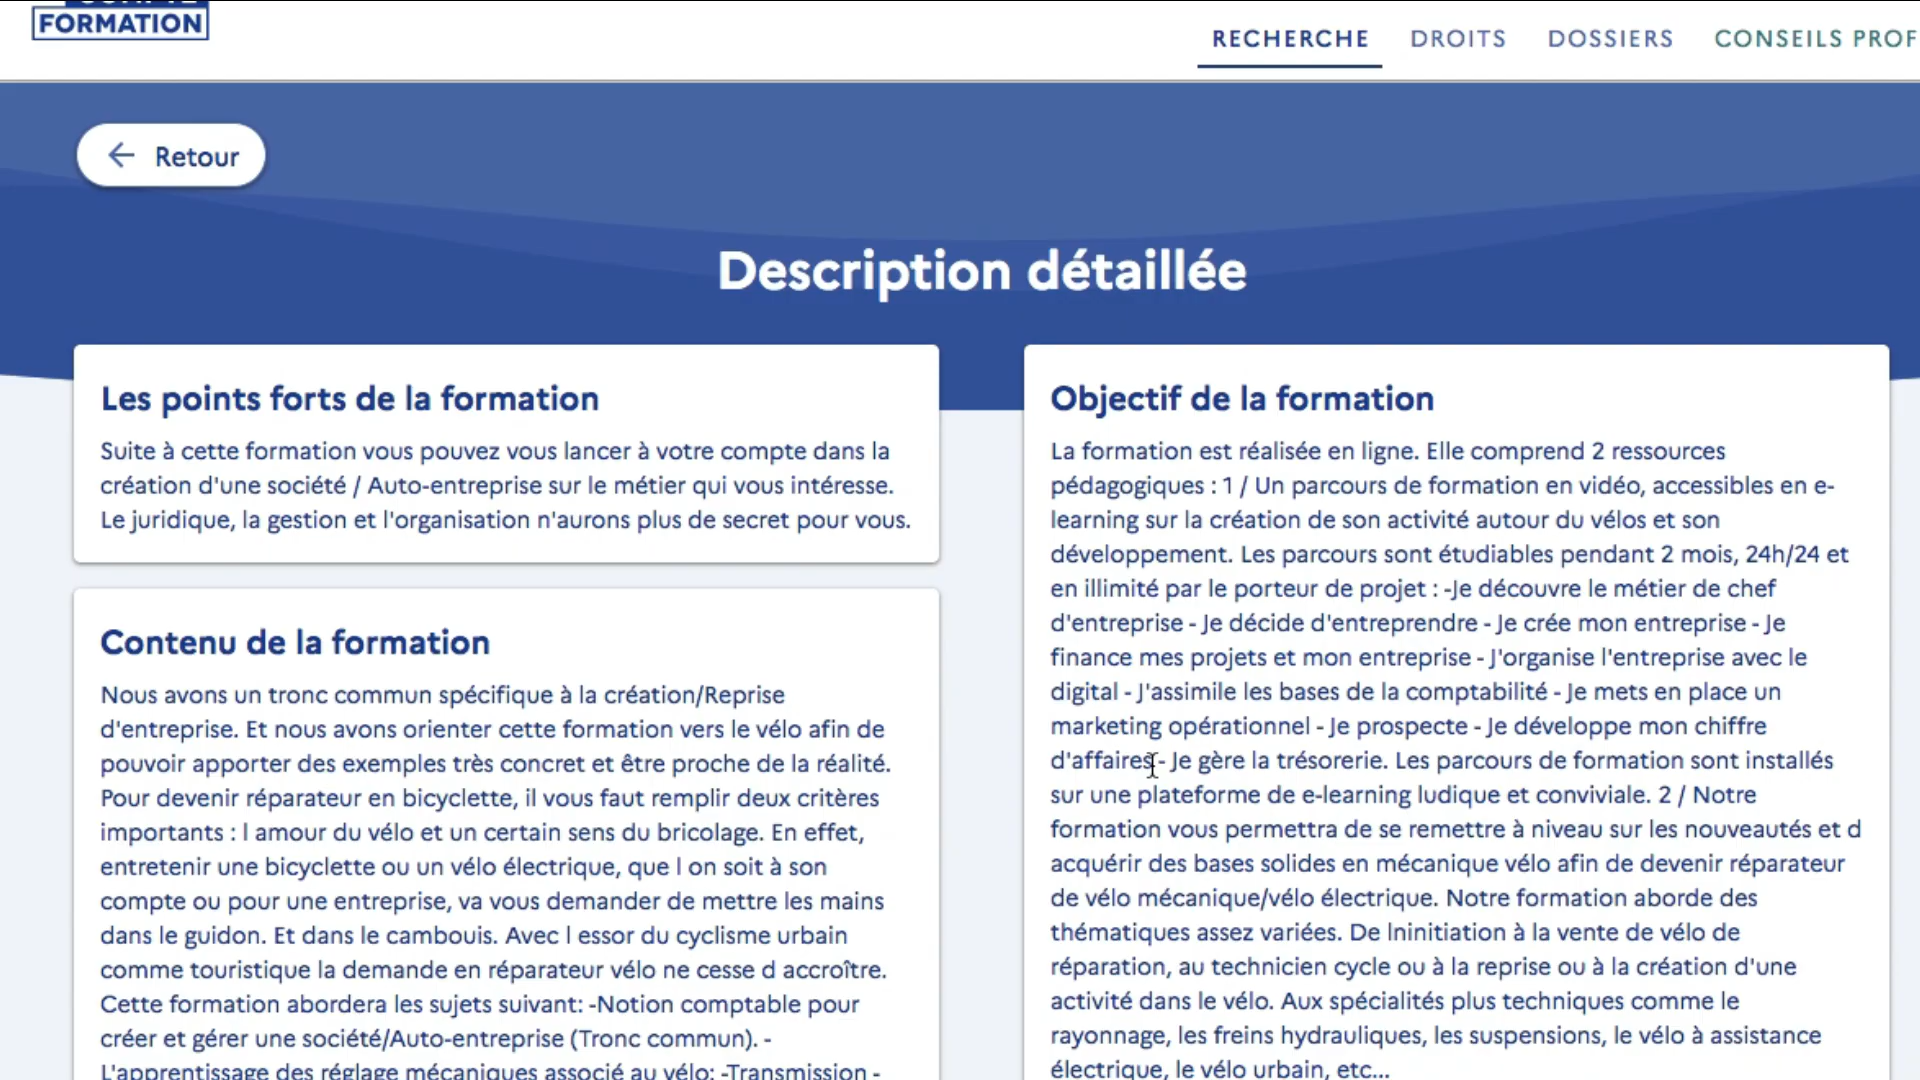 FORMATION
RECHERCHE
DROITS
DOSSIERS
CONSEILS PROF
Retour
Description détaillée
Les points forts de la formation
Suite à cette formation vous pouvez vous lancer à votre compte dans la
création d'une société / Auto-entreprise sur le métier qui vous intéresse.
Le juridique, la gestion et l'organisation n'aurons plus de secret pour vous.
Contenu de la formation
Nous avons un tronc commun spécifique à la création/Reprise
d'entreprise. Et nous avons orienter cette formation vers le vélo afin de
pouvoir apporter des exemples très concret et être proche de la réalité.
Pour devenir réparateur en bicyclette, il vous faut remplir deux critères
importants : l amour du vélo et un certain sens du bricolage. En effet,
entretenir une bicyclette ou un vélo électrique, que l on soit à son
compte ou pour une entreprise, va vous demander de mettre les mains
dans le guidon. Et dans le cambouis. Avec l essor du cyclisme urbain
comme touristique la demande en réparateur vélo ne cesse d accroître.
Cette formation abordera les sujets suivant: -Notion comptable pour
créer et gérer une société/Auto-entreprise (Tronc commun). -
L'apprentissage des réglage mécaniques associé au vélo: -Transmission -
Objectif de la formation
La formation est réalisée en ligne. Elle comprend 2 ressources
pédagogiques : 1 / Un parcours de formation en vidéo, accessibles en e-
learning sur la création de son activité autour du vélos et son
développement. Les parcours sont étudiables pendant 2 mois, 24h/24 et
en illimité par le porteur de projet : -Je découvre le métier de chef
d'entreprise - Je décide d'entreprendre - Je crée mon entreprise - Je
finance mes projets et mon entreprise - J'organise l'entreprise avec le
digital - J'assimile les bases de la comptabilité - Je mets en place un
marketing opérationnel - Je prospecte - Je développe mon chiffre
d'affaires - Je gère la trésorerie. Les parcours de formation sont installés
sur une plateforme de e-learning ludique et conviviale. 2 / Notre
formation vous permettra de se remettre à niveau sur les nouveautés et d
acquérir des bases solides en mécanique vélo afin de devenir réparateur
de vélo mécanique/vélo électrique. Notre formation aborde des
thématiques assez variées. De lninitiation à la vente de vélo de
réparation, au technicien cycle ou à la reprise ou à la création d'une
activité dans le vélo. Aux spécialités plus techniques comme le
rayonnage, les freins hydrauliques, les suspensions, le vélo à assistance
électrique, le vélo urbain, etc...